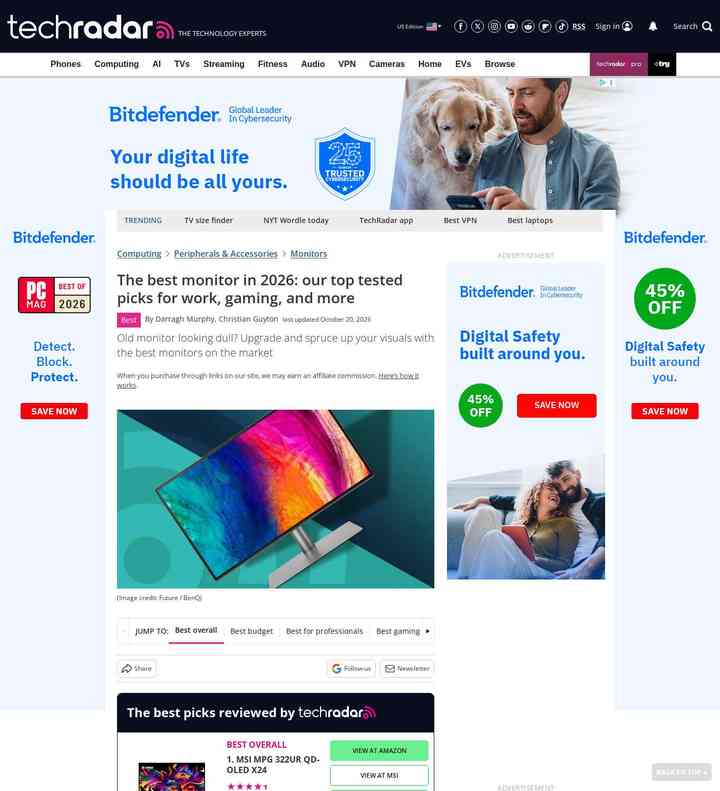 techradar THE TECHNOLOGY EXPERTS
US Edition RSS Sign in Search
Phones Computing AI TVs Streaming Fitness Audio VPN Cameras Home EVs Browse techradar pro
Bitdefender. Global Leader
In Cybersecurity
Your digital life
should be all yours.
25
TRUSTED
CYBERSECURITY
TRENDING TV size finder NYT Wordle today TechRadar app Best VPN Best laptops
Bitdefender.
PC MAG BEST OF 2026
Detect.
Block.
Protect.
SAVE NOW
Bitdefender.
45%
OFF
Digital Safety
built around
you.
SAVE NOW
Computing > Peripherals & Accessories > Monitors
The best monitor in 2026: our top tested
picks for work, gaming, and more
Best By Darragh Murphy, Christian Guyton last updated October 20, 2025
Old monitor looking dull? Upgrade and spruce up your visuals with
the best monitors on the market
When you purchase through links on our site, we may earn an affiliate commission. Here's how it
works.
(Image credit: Future / BenQ)
JUMP TO: Best overall Best budget Best for professionals Best gaming
Share Follow us Newsletter
The best picks reviewed by techradar
BEST OVERALL
1. MSI MPG 322UR QD-
OLED X24
VIEW AT AMAZON
VIEW AT MSI
ADVERTISEMENT
Bitdefender. Global Leader
In Cybersecurity
Digital Safety
built around you.
45%
OFF
SAVE NOW
BACK TO TOP
ADVERTISEMENT